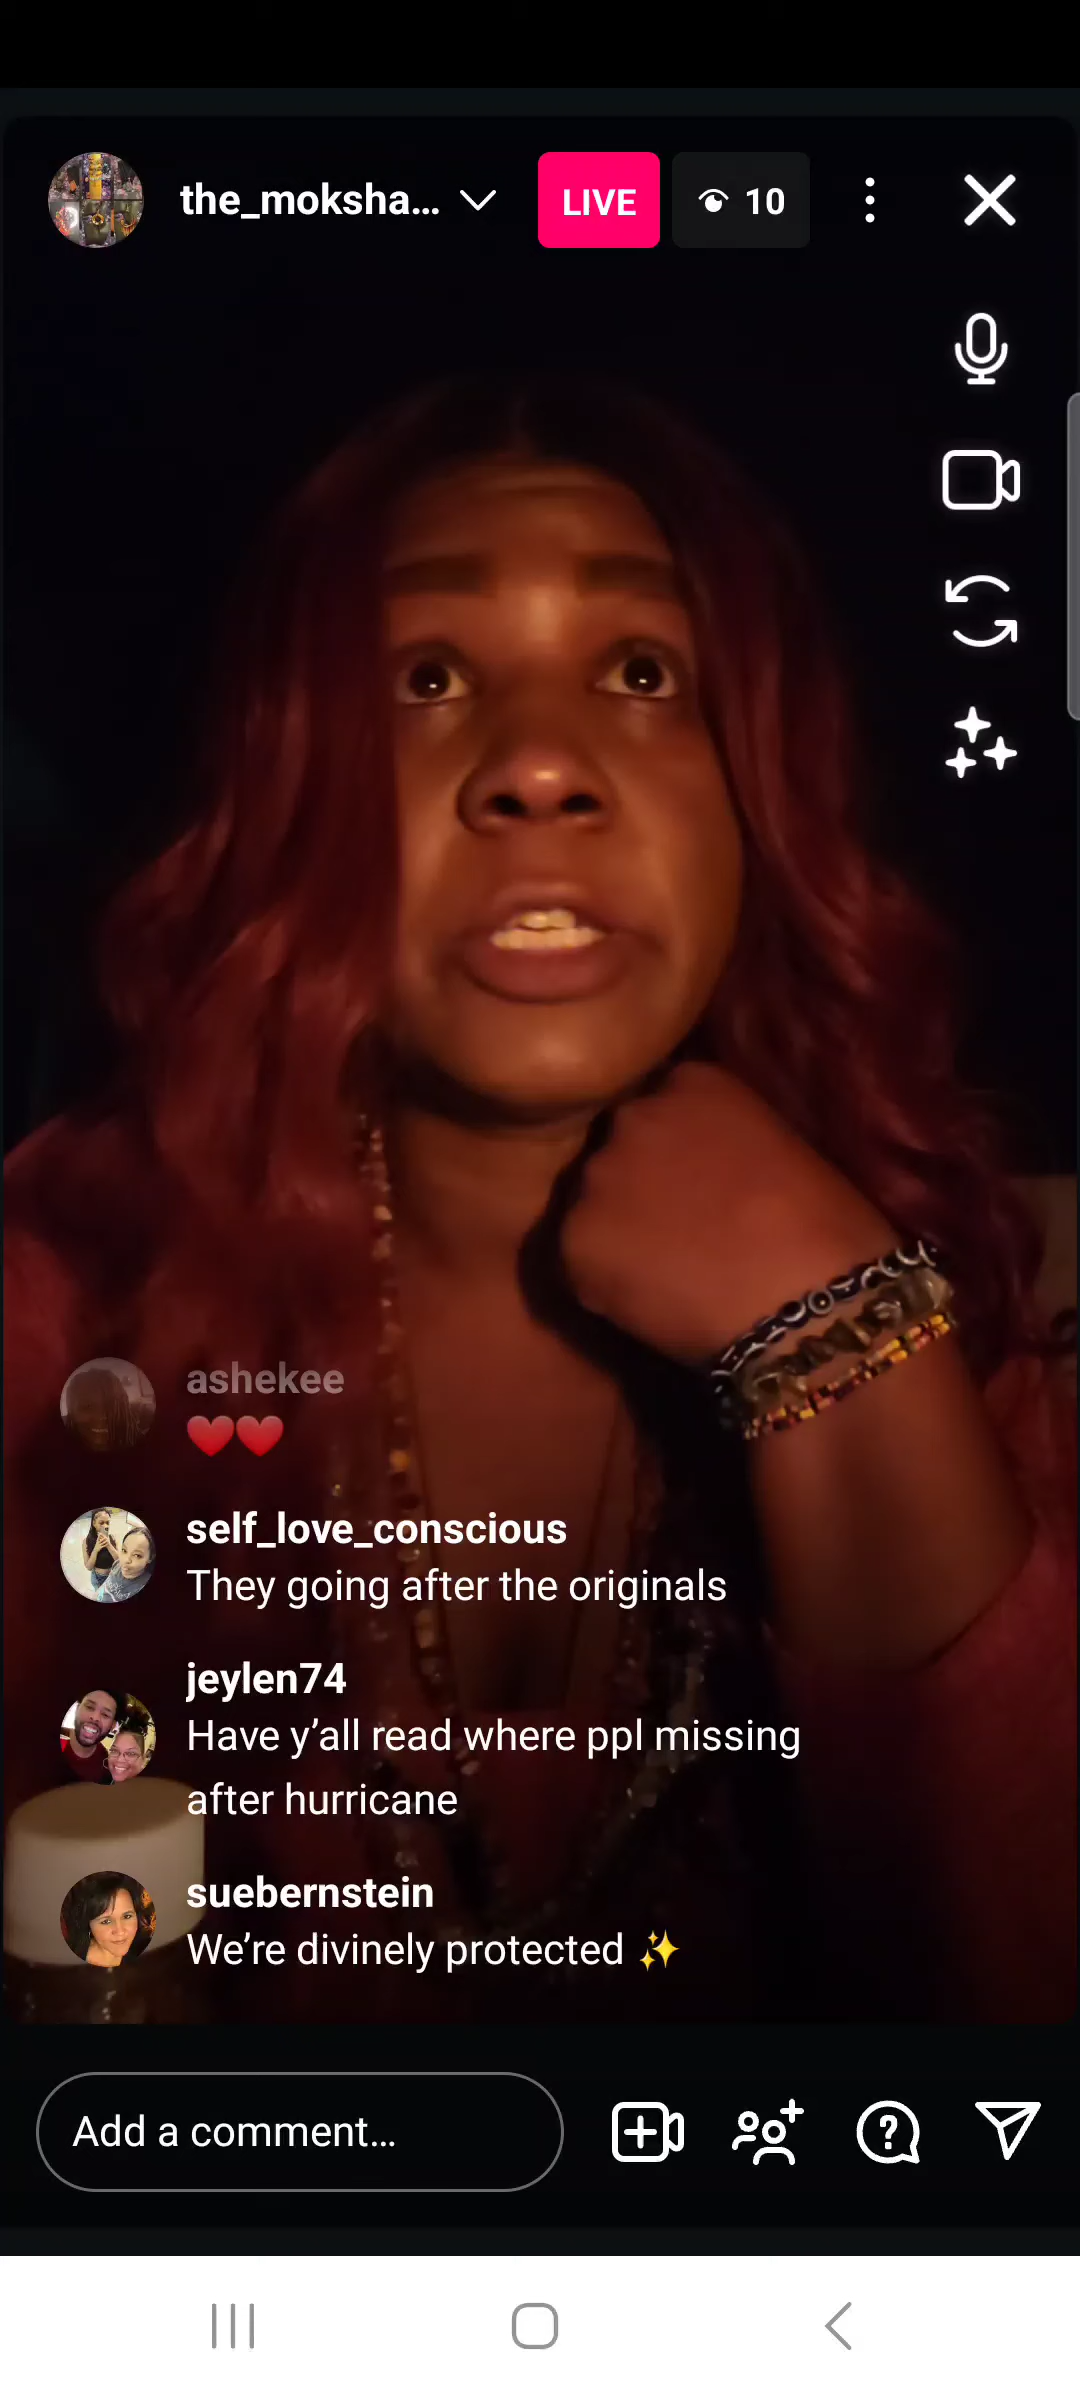 the_moksha...
LIVE
10
ashekee
❤️❤️
self_love_conscious
They going after the originals
jeylen74
Have y’all read where ppl missing
after hurricane
suebernstein
We’re divinely protected ✨
Add a comment...